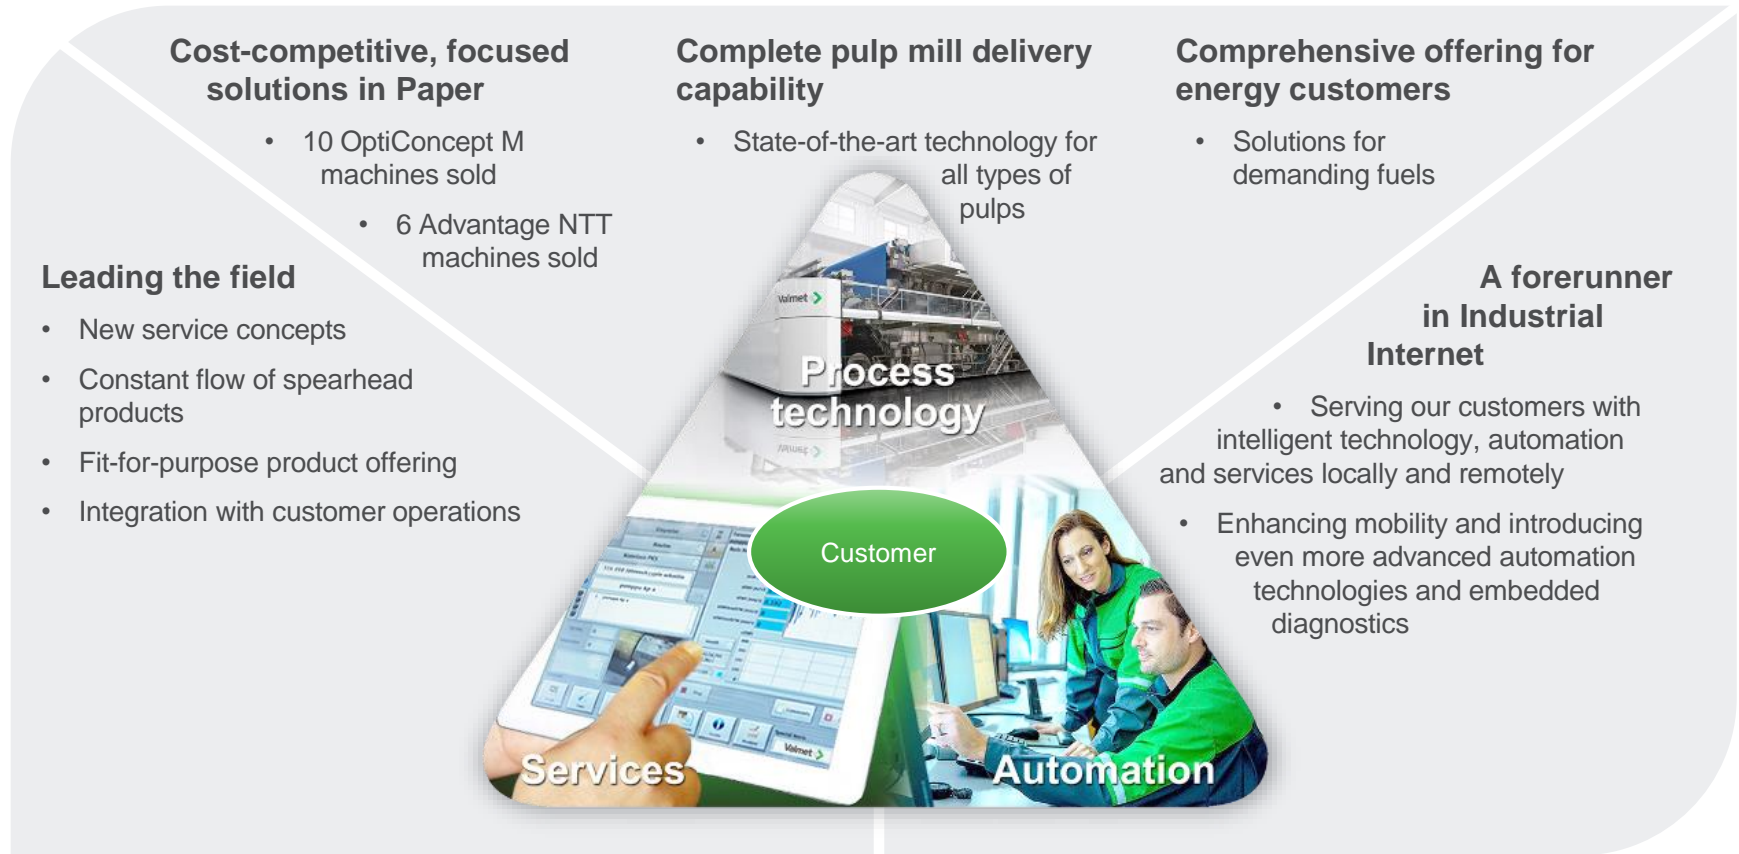 Cost-competitive, focused
solutions in Paper
• 10 OptiConcept M
machines sold
• 6 Advantage NTT
machines sold
Complete pulp mill delivery
capability
• State-of-the-art technology for
all types of
pulps
Comprehensive offering for
energy customers
• Solutions for
demanding fuels
Leading the field
• New service concepts
• Constant flow of spearhead
products
• Fit-for-purpose product offering
• Integration with customer operations
A forerunner
in Industrial
Internet
• Serving our customers with
intelligent technology, automation
and services locally and remotely
• Enhancing mobility and introducing
even more advanced automation
technologies and embedded
diagnostics
Valmet
Process
technology
Customer
Valmet
Services
Automation